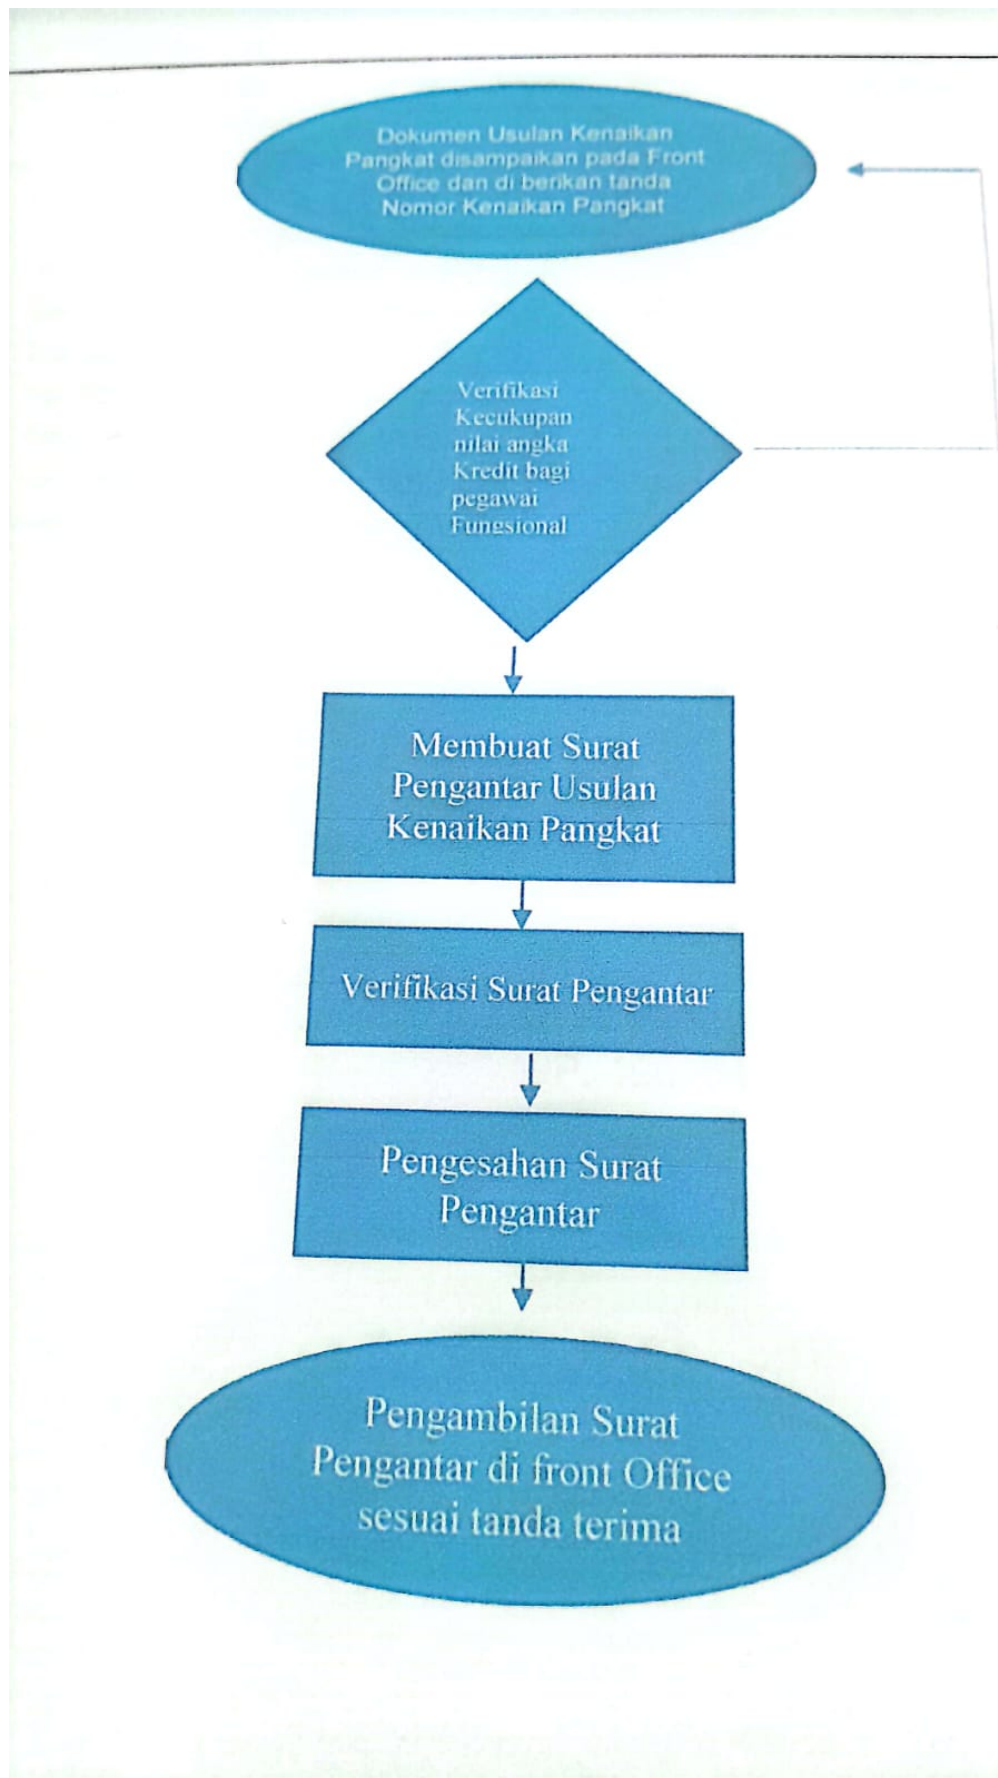 Dokumen Usulan Kenaikan
Pangkat disampaikan pada Front
Office dan di berikan tanda
Nomor Kenaikan Pangkat
Verifikasi
Kecukupan
nilai angka
Kredit bagi
pegawai
Fungsional
Membuat Surat
Pengantar Usulan
Kenaikan Pangkat
Verifikasi Surat Pengantar
Pengesahan Surat
Pengantar
Pengambilan Surat
Pengantar di front Office
sesuai tanda terima